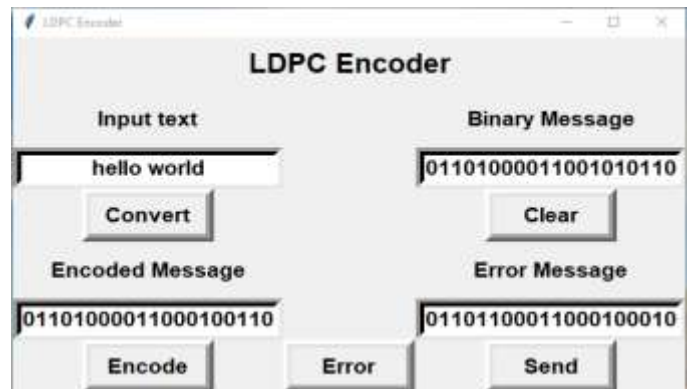 LDPC Encoder
LDPC Encoder
Input text
Binary Message
hello world
01101000011001010110
Convert
Clear
Encoded Message
Error Message
01101000011000100110
01101100011000100010
Encode
Error
Send